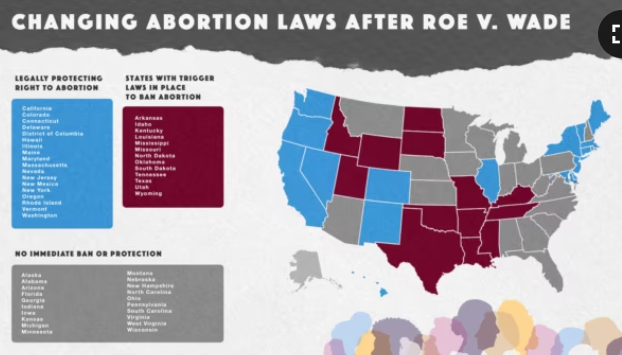 CHANGING ABORTION LAWS AFTER ROE V. WADE
LEGALLY PROTECTING
RIGHT TO ABORTION
California
Colorado
Connecticut
Delaware
District of Columbia
Hawaii
Illinois
Maine
Maryland
Massachusetts
Nevada
New Jersey
New Mexico
New York
Oregon
Rhode Island
Vermont
Washington
STATES WITH TRIGGER
LAWS IN PLACE
TO BAN ABORTION
Arkansas
Idaho
Kentucky
Louisiana
Mississippi
Missouri
North Dakota
Oklahoma
South Dakota
Tennessee
Texas
Utah
Wyoming
NO IMMEDIATE BAN OR PROTECTION
Alaska
Alabama
Arizona
Florida
Georgia
Indiana
Iowa
Kansas
Michigan
Minnesota
Montana
Nebraska
New Hampshire
North Carolina
Ohio
Pennsylvania
South Carolina
Virginia
West Virginia
Wisconsin